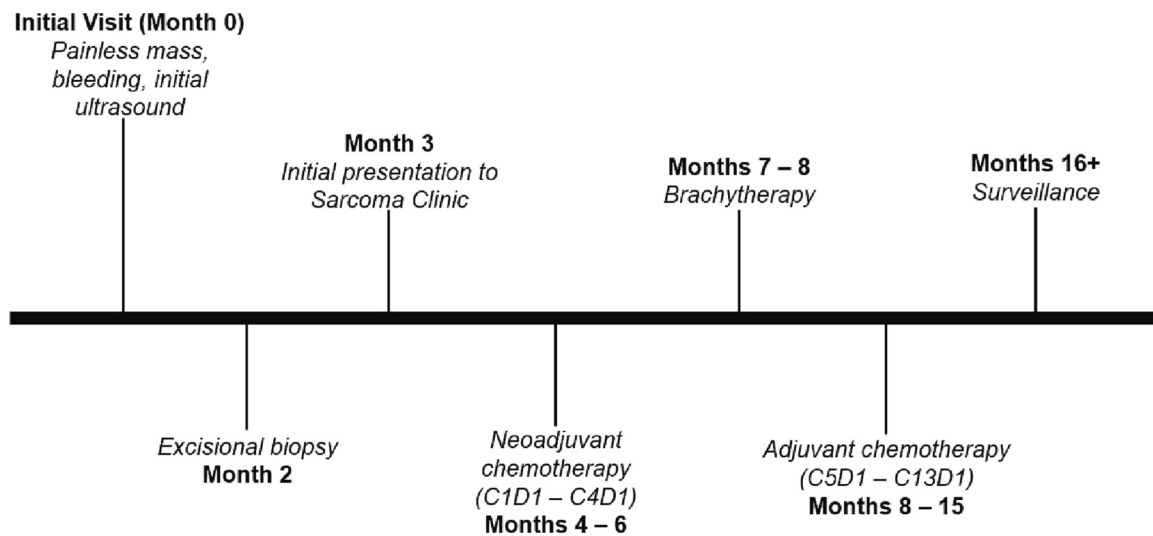 Initial Visit (Month 0)
Painless mass,
bleeding, initial
ultrasound
Month 3
Initial presentation to
Sarcoma Clinic
Months 7 – 8
Brachytherapy
Months 16+
Surveillance
Excisional biopsy
Month 2
Neoadjuvant
chemotherapy
(C1D1 – C4D1)
Months 4 – 6
Adjuvant chemotherapy
(C5D1 – C13D1)
Months 8 – 15